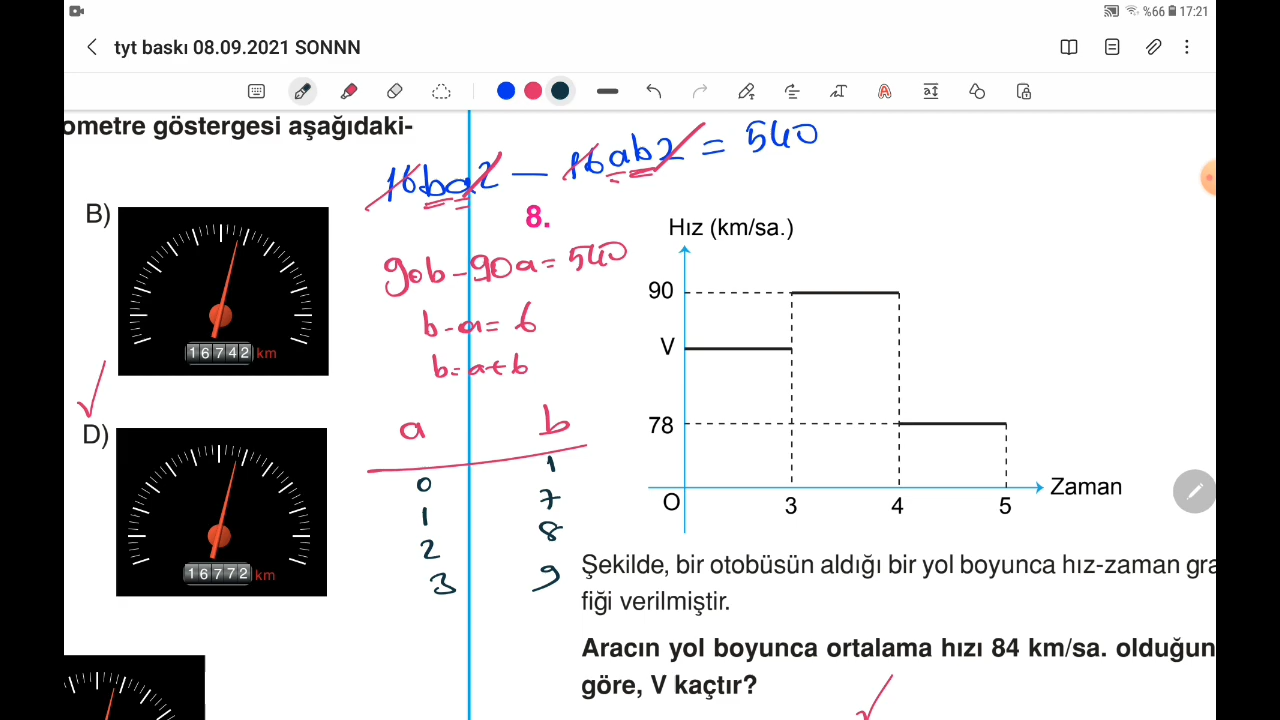 %66 17:21
tyt baskı 08.09.2021 SONNN
ometre göstergesi aşağıdaki-
16ba2 - 16ab2 = 540
B)
16742 km
90b - 90a = 540
b - a = 6
b = a + b
D)
16772 km
a b
0 1
1 7
2 8
3 9
8.
Hız (km/sa.)
90
V
78
O 3 4 5 Zaman
Şekilde, bir otobüsün aldığı bir yol boyunca hız-zaman gra
fiği verilmiştir.
Aracın yol boyunca ortalama hızı 84 km/sa. olduğun
göre, V kaçtır?